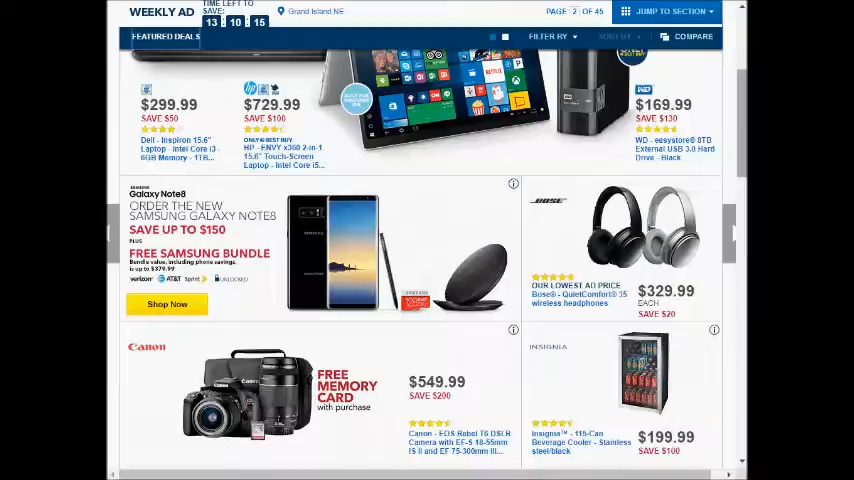 WEEKLY AD
TIME LEFT TO
SAVE:
13 10 15
Grand Island NE
PAGE 2 OF 45
JUMP TO SECTION
FEATURED DEALS
FILTER BY
SORT BY
COMPARE
$299.99
SAVE $50
Dell - Inspiron 15.6"
Laptop - Intel Core i3 -
6GB Memory - 1TB...
hp
$729.99
SAVE $100
ONLY @ BEST BUY
HP - ENVY x360 2-in-1
15.6" Touch-Screen
Laptop - Intel Core i5...
WD
$169.99
SAVE $130
WD - easystore® 8TB
External USB 3.0 Hard
Drive - Black
SAMSUNG
Galaxy Note8
ORDER THE NEW
SAMSUNG GALAXY NOTE8
SAVE UP TO $150
PLUS
FREE SAMSUNG BUNDLE
Bundle value, including phone savings,
is up to $379.99
verizon AT&T Sprint UNLOCKED
Shop Now
BOSE
OUR LOWEST AD PRICE
Bose® - QuietComfort® 35
wireless headphones
$329.99
EACH
SAVE $20
Canon
FREE
MEMORY
CARD
with purchase
$549.99
SAVE $200
Canon - EOS Rebel T6 DSLR
Camera with EF-S 18-55mm
IS II and EF 75-300mm III...
INSIGNIA
Insignia™ - 115-Can
Beverage Cooler - Stainless
steel/black
$199.99
SAVE $100